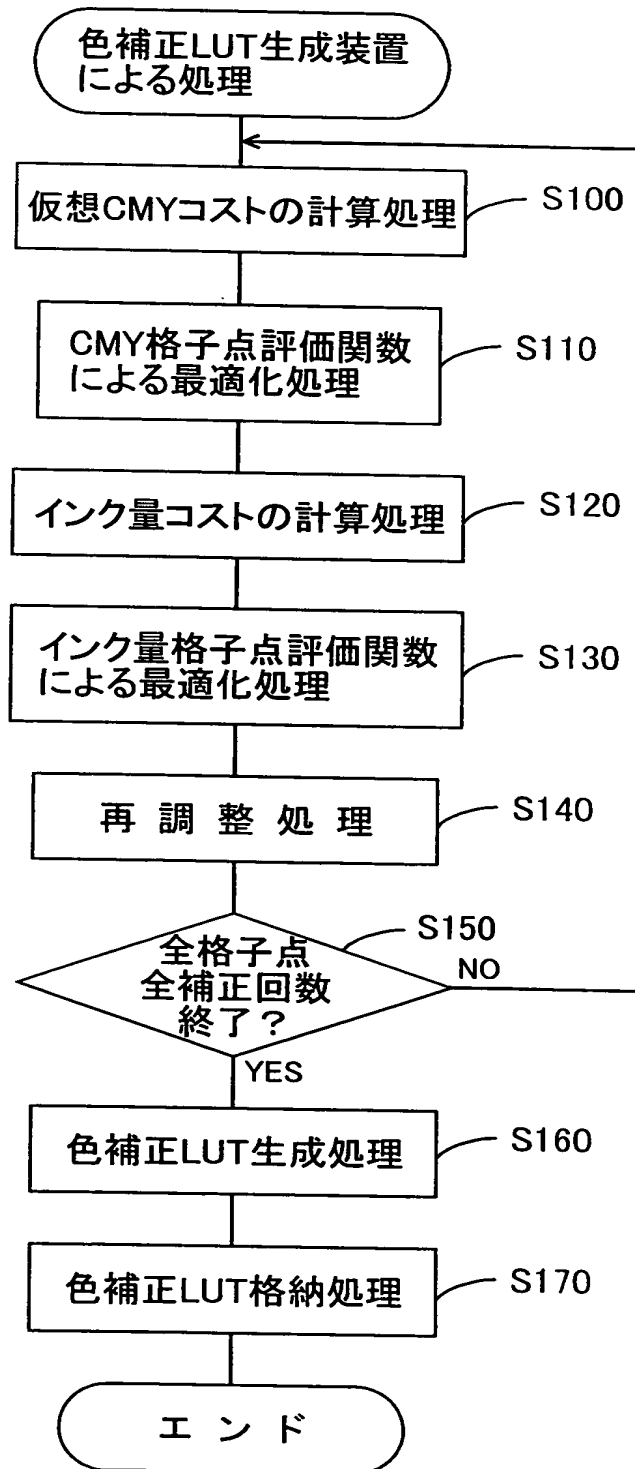 色補正LUT生成装置
による処理
仮想CMYコストの計算処理
S100
CMY格子点評価関数
による最適化処理
S110
インク量コストの計算処理
S120
インク量格子点評価関数
による最適化処理
S130
再 調 整 処 理
S140
全格子点
全補正回数
終了？
S150
NO
YES
色補正LUT生成処理
S160
色補正LUT格納処理
S170
エ ン ド